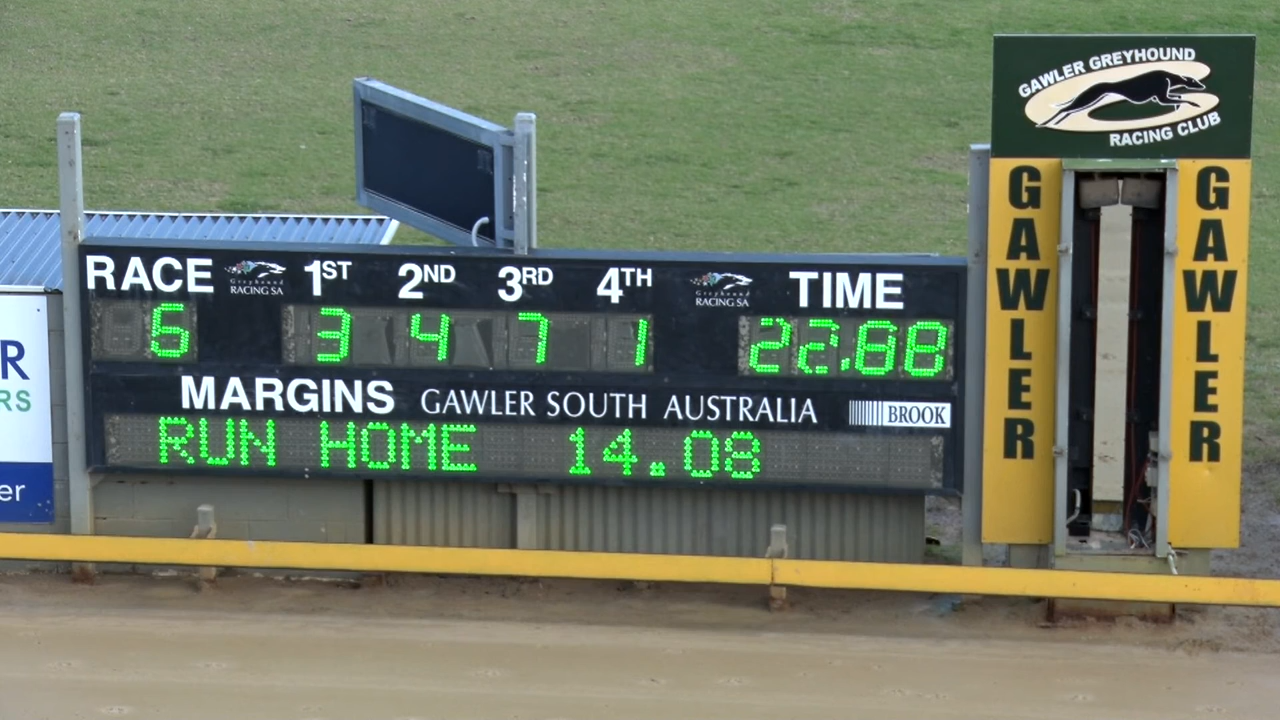 GAWLER GREYHOUND
RACING CLUB
GAWLER
GAWLER
RACE 1ST 2ND 3RD 4TH TIME
Greyhound
RACING SA
Greyhound
RACING SA
6 3 4 7 1 22.68
MARGINS GAWLER SOUTH AUSTRALIA BROOK
RUN HOME 14.08
R
RS
er